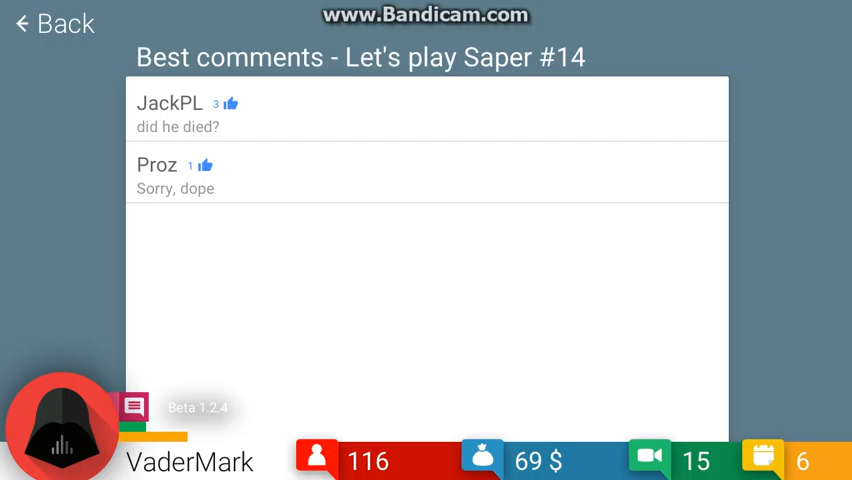 www.Bandicam.com
Back
Best comments - Let's play Saper #14
JackPL 3
did he died?
Proz 1
Sorry, dope
Beta 1.2.4
VaderMark 116 69 $ 15 6